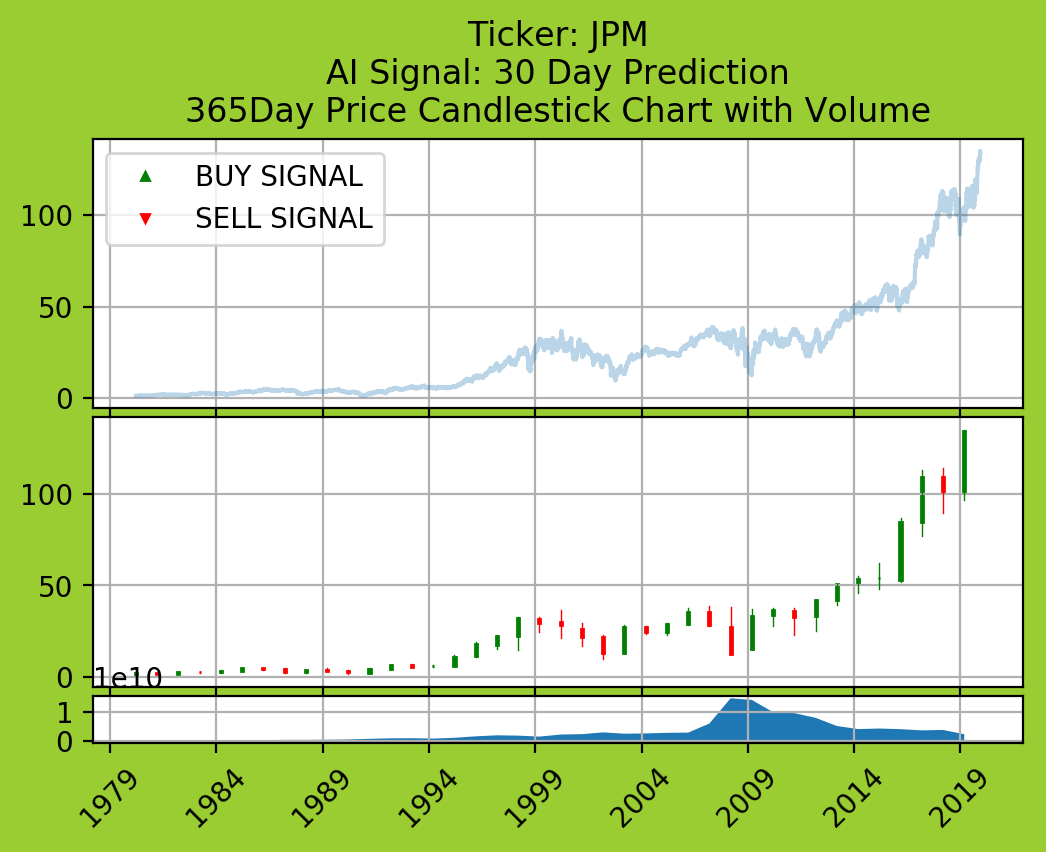 Ticker: JPM
AI Signal: 30 Day Prediction
365Day Price Candlestick Chart with Volume
BUY SIGNAL
SELL SIGNAL
100
50
0
100
50
0
1e10
1
0
1979 1984 1989 1994 1999 2004 2009 2014 2019